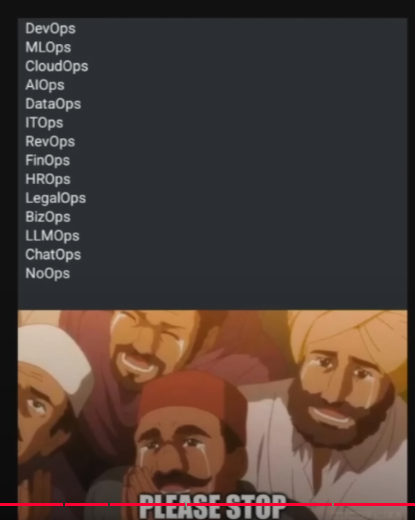 DevOps
MLOps
CloudOps
AIOps
DataOps
ITOps
RevOps
FinOps
HROps
LegalOps
BizOps
LLMOps
ChatOps
NoOps
PLEASE STOP